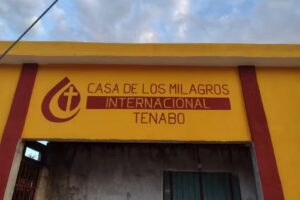 CASA DE LOS MILAGROS
INTERNACIONAL
TENABO